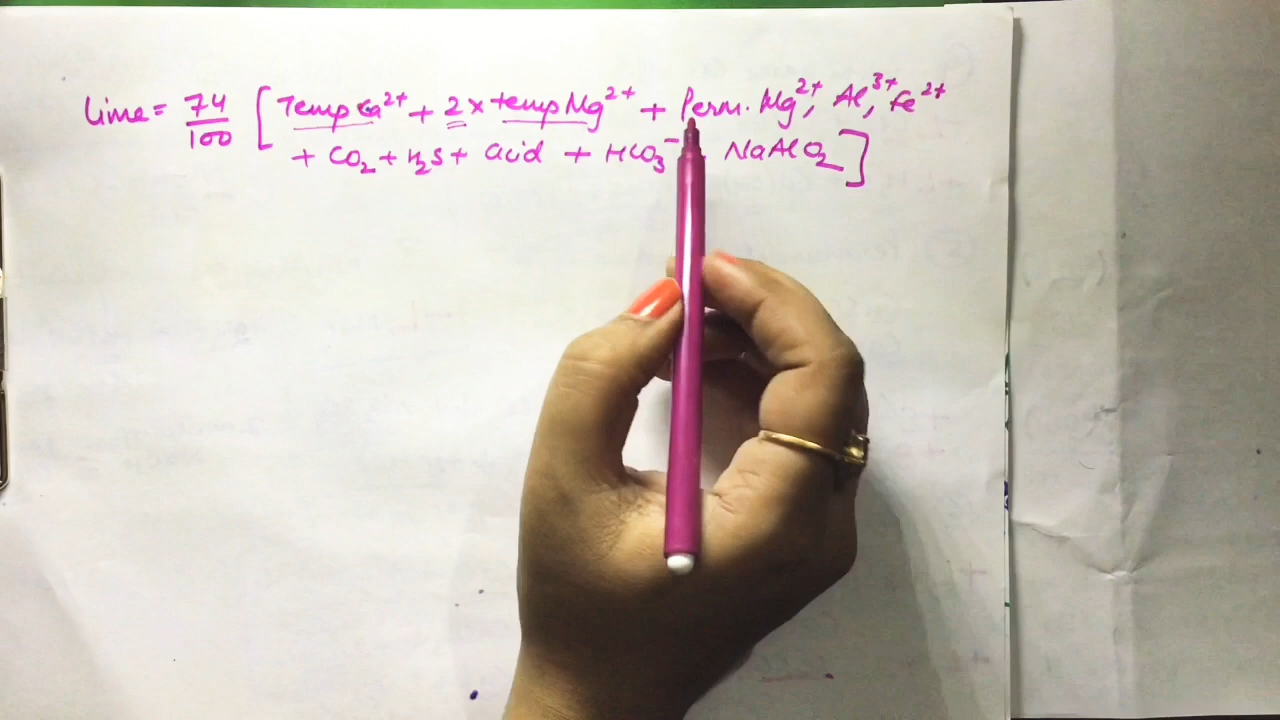 Lime = 74/100 [Temp Ca²⁺ + 2 × temp Mg²⁺ + Perm. Mg²⁺, Al³⁺, Fe²⁺
+ CO₂ + H₂S + acid + HCO₃⁻ NaAlO₂]